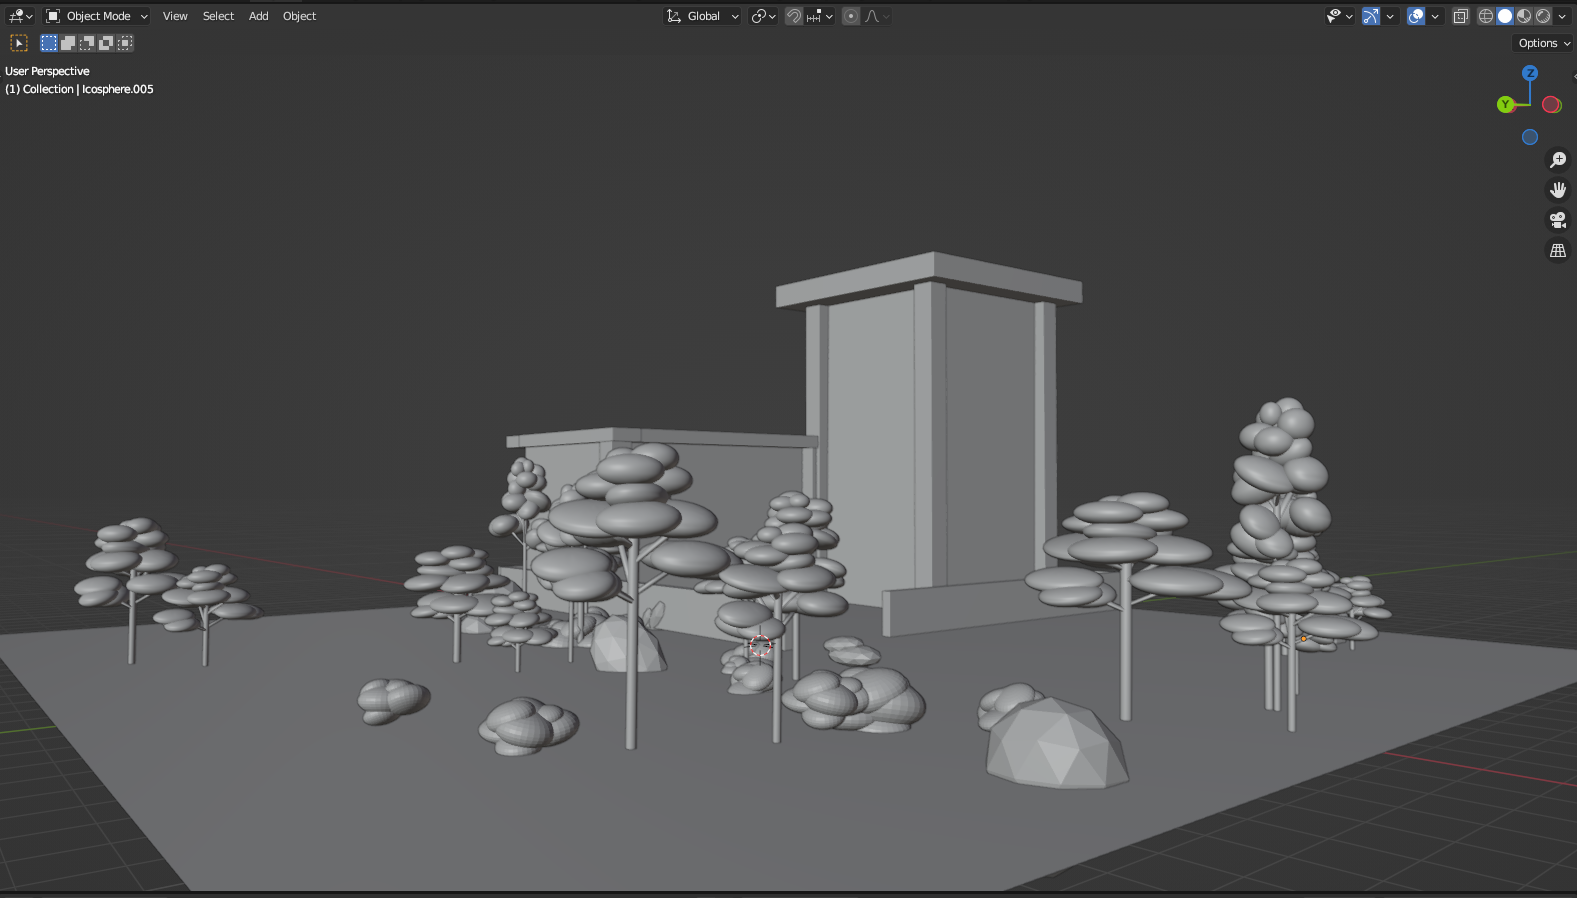 Object Mode View Select Add Object Global
Options
User Perspective
(1) Collection | Icosphere.005
Z
Y